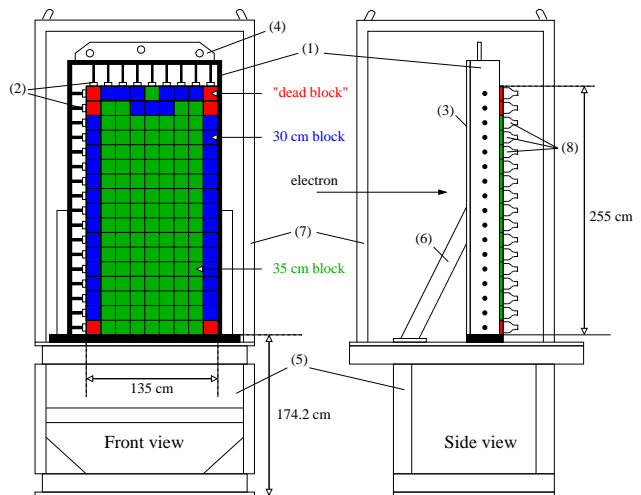 (4)
(1)
(2)
"dead block"
(3)
30 cm block
(8)
electron
255 cm
(7)
(6)
35 cm block
(5)
135 cm
174.2 cm
Front view
Side view